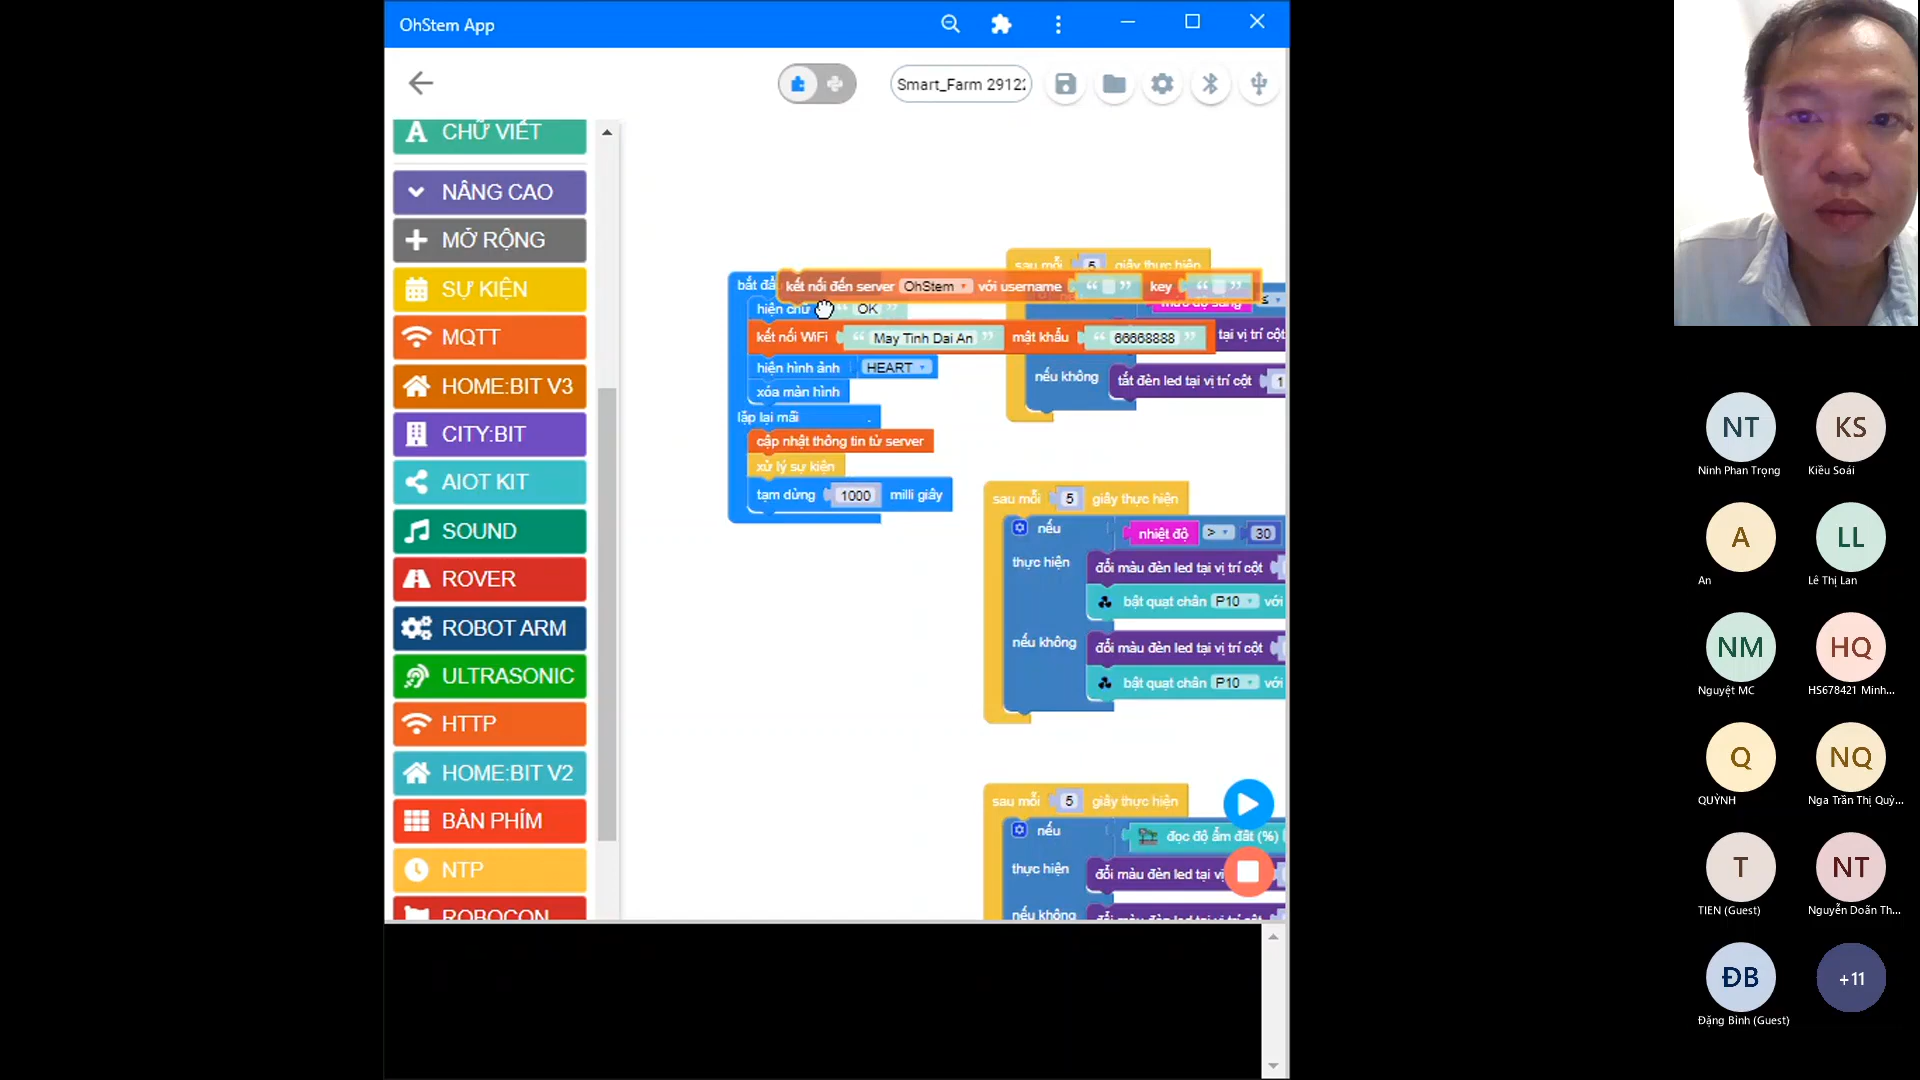 OhStem App
Smart_Farm 2912
CHỮ VIẾT
NÂNG CAO
MỞ RỘNG
SỰ KIỆN
MQTT
HOME:BIT V3
CITY:BIT
AIOT KIT
SOUND
ROVER
ROBOT ARM
ULTRASONIC
HTTP
HOME:BIT V2
BÀN PHÍM
NTP
ROBOCON
bắt đầ
kết nối đến server OhStem với username “ ” key “ ”
hiện chữ “ OK ”
kết nối WiFi “ May Tinh Dai An ” mật khẩu “ 66668888 ”
hiện hình ảnh HEART
xóa màn hình
lặp lại mãi
cập nhật thông tin từ server
xử lý sự kiện
tạm dừng 1000 mili giây
sau mỗi 5 giây thực hiện
≤
tại vị trí cột
nếu không tắt đèn led tại vị trí cột 1
sau mỗi 5 giây thực hiện
nếu nhiệt độ > 30
thực hiện đổi màu đèn led tại vị trí cột
bật quạt chân P10 với
nếu không đổi màu đèn led tại vị trí cột
bật quạt chân P10 với
sau mỗi 5 giây thực hiện
nếu đọc độ ẩm đất (%)
thực hiện đổi màu đèn led tại vị
nếu không
NT KS
Ninh Phan Trọng Kiều Soái
A LL
An Lê Thị Lan
NM HQ
Nguyệt MC HS678421 Minh...
Q NQ
QUỲNH Nga Trần Thị Quỳ...
T NT
TIEN (Guest) Nguyễn Doãn Th...
ĐB +11
Đặng Bình (Guest)